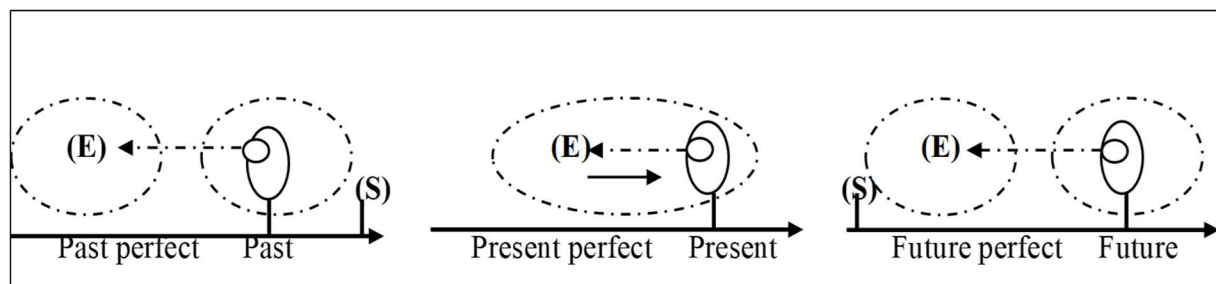 (E)
(S)
Past perfect Past
(E)
Present perfect Present
(E)
(S)
Future perfect Future